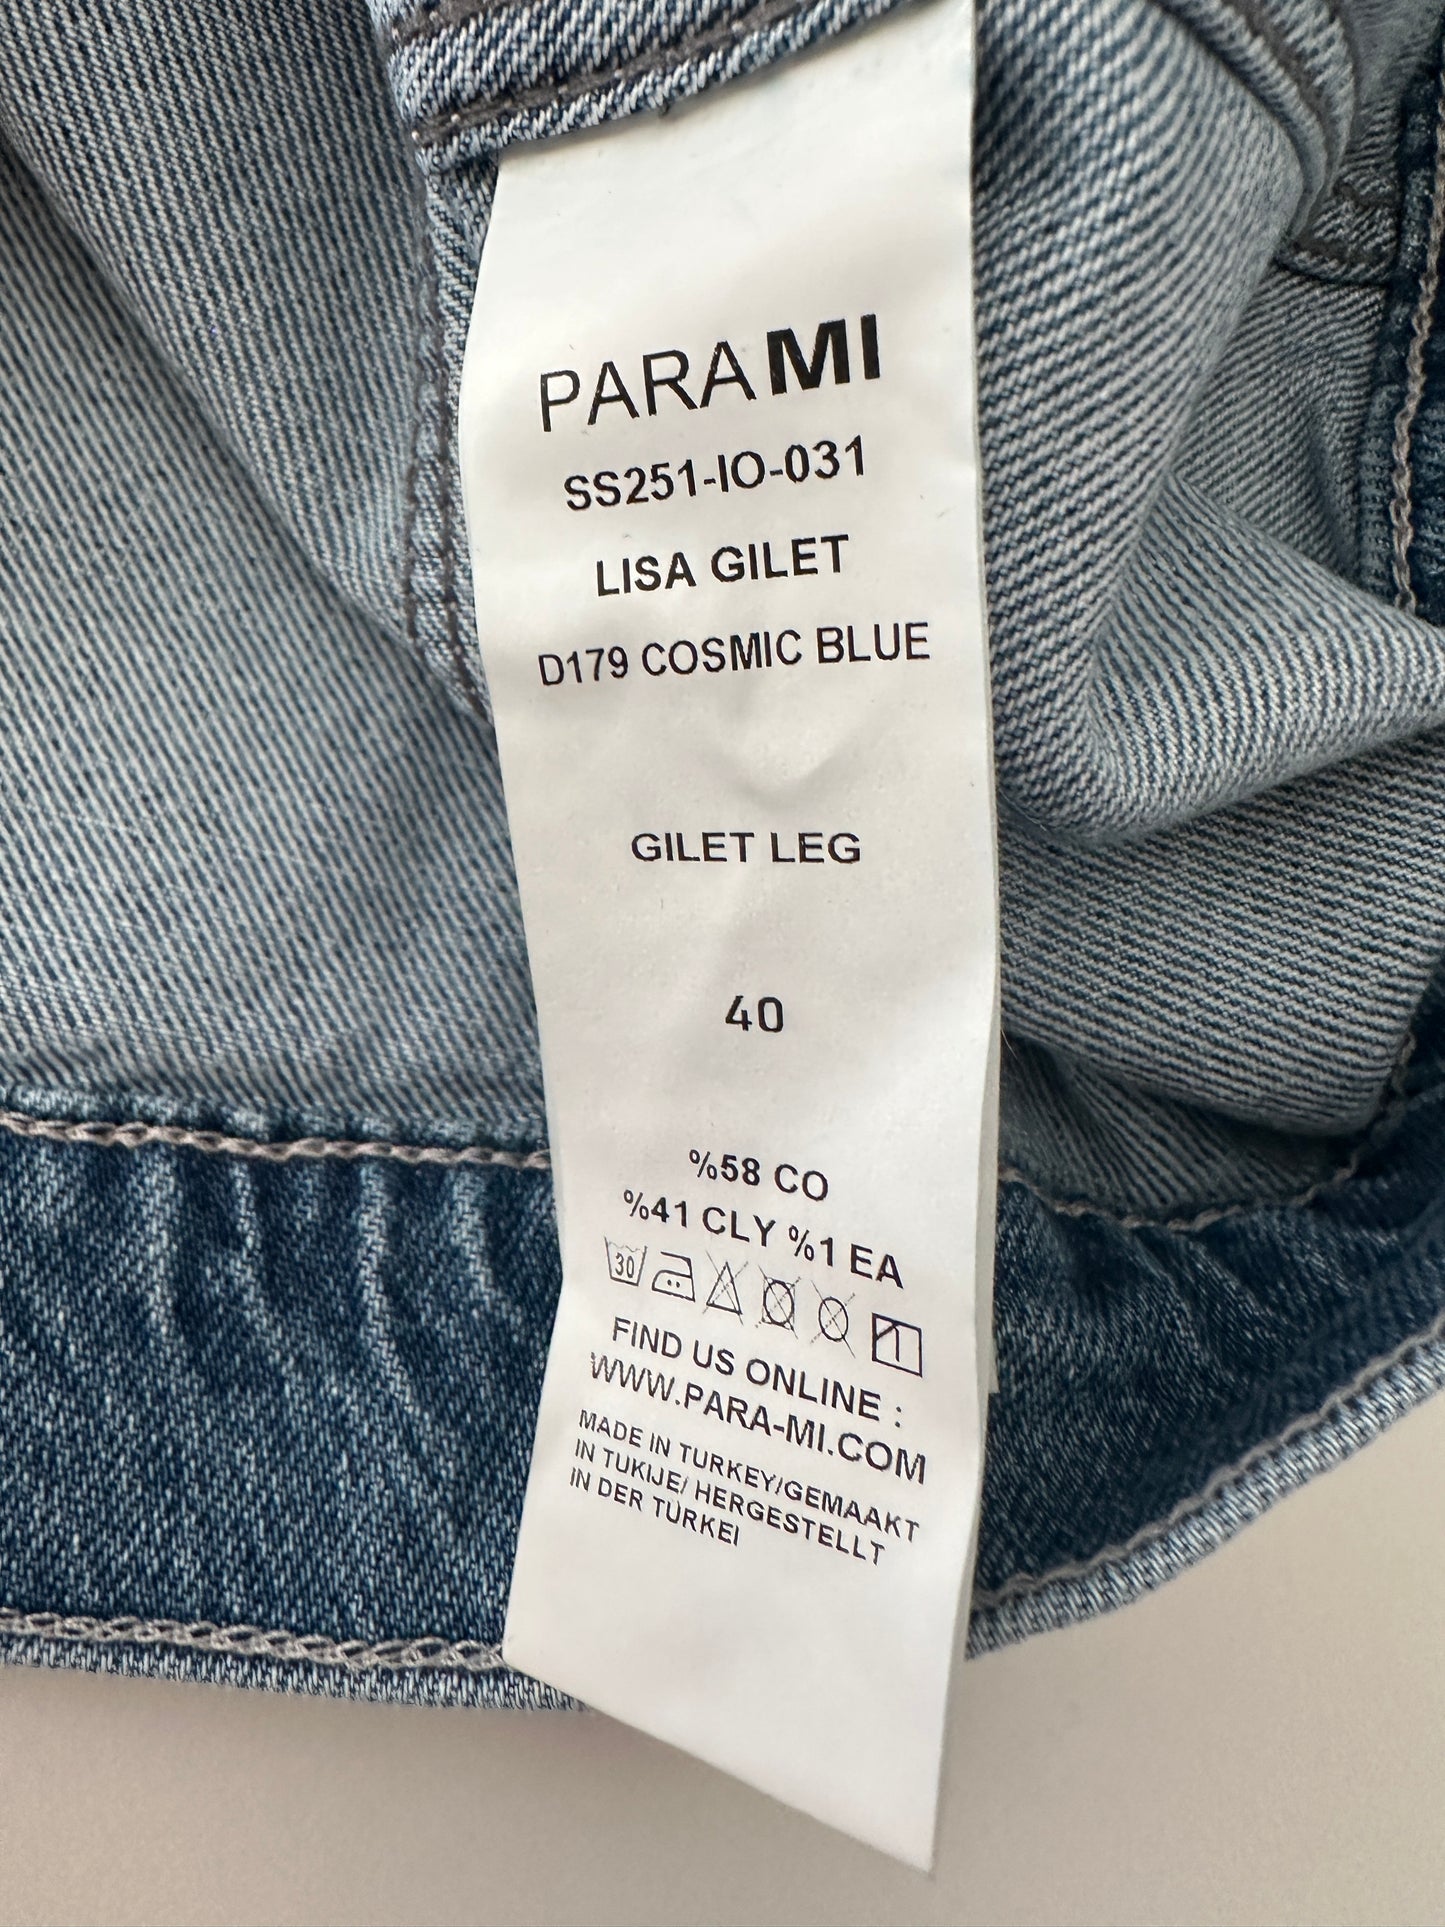 PARAMI
SS251-IO-031
LISA GILET
D179 COSMIC BLUE
GILET LEG
40
%58 CO
%41 CLY %1 EA
30
FIND US ONLINE :
WWW.PARA-MI.COM
MADE IN TURKEY/GEMAAKT
IN TUKIJE/ HERGESTELLT
IN DER TÜRKEI